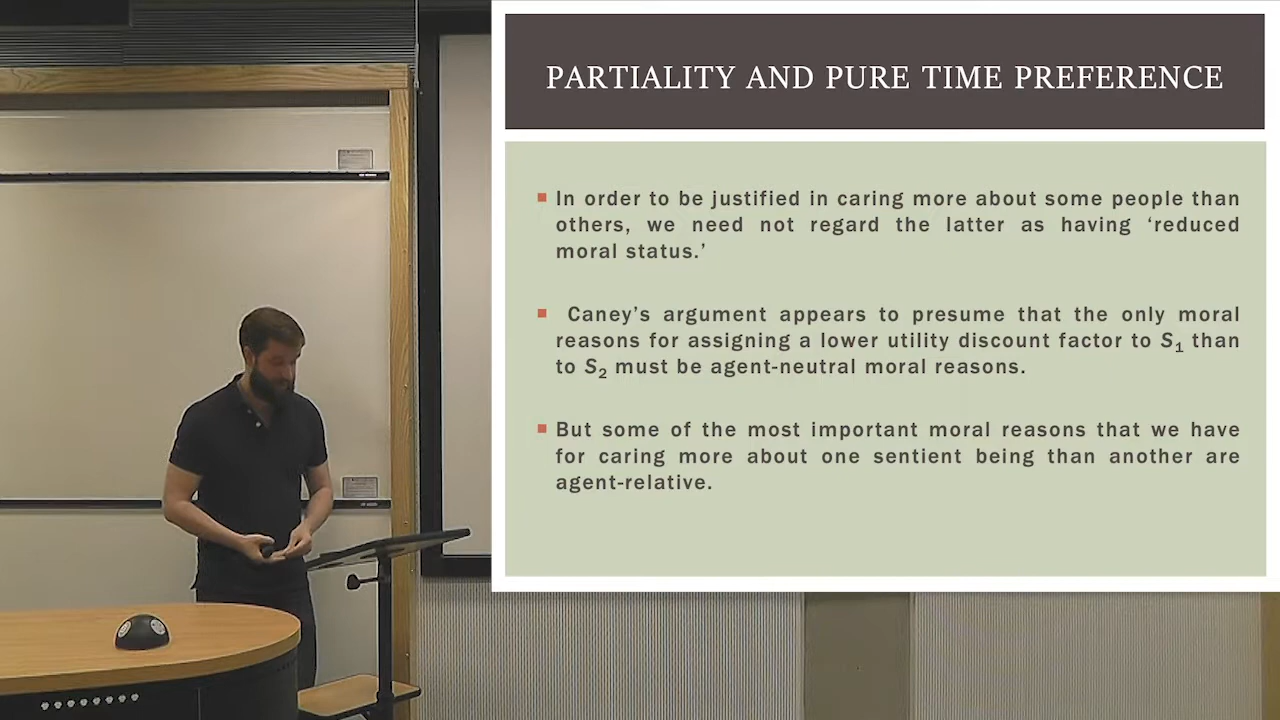 PARTIALITY AND PURE TIME PREFERENCE
In order to be justified in caring more about some people than
others, we need not regard the latter as having ‘reduced
moral status.’
Caney’s argument appears to presume that the only moral
reasons for assigning a lower utility discount factor to S₁ than
to S₂ must be agent-neutral moral reasons.
But some of the most important moral reasons that we have
for caring more about one sentient being than another are
agent-relative.